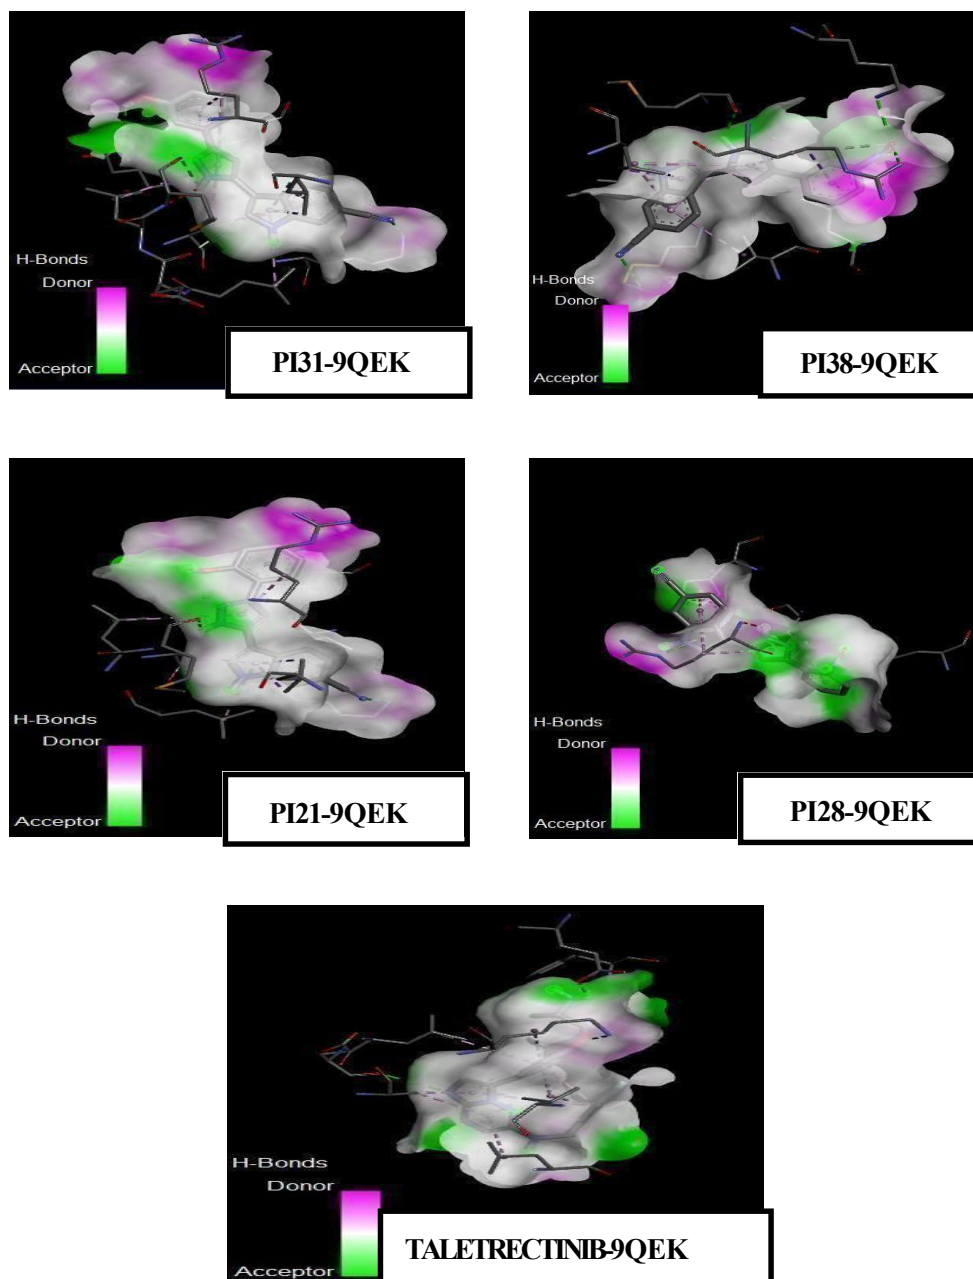 H-Bonds
Donor
Acceptor
PI31-9QEK
H-Bonds
Donor
Acceptor
PI38-9QEK
H-Bonds
Donor
Acceptor
PI21-9QEK
H-Bonds
Donor
Acceptor
PI28-9QEK
H-Bonds
Donor
Acceptor
TALETRECTINIB-9QEK